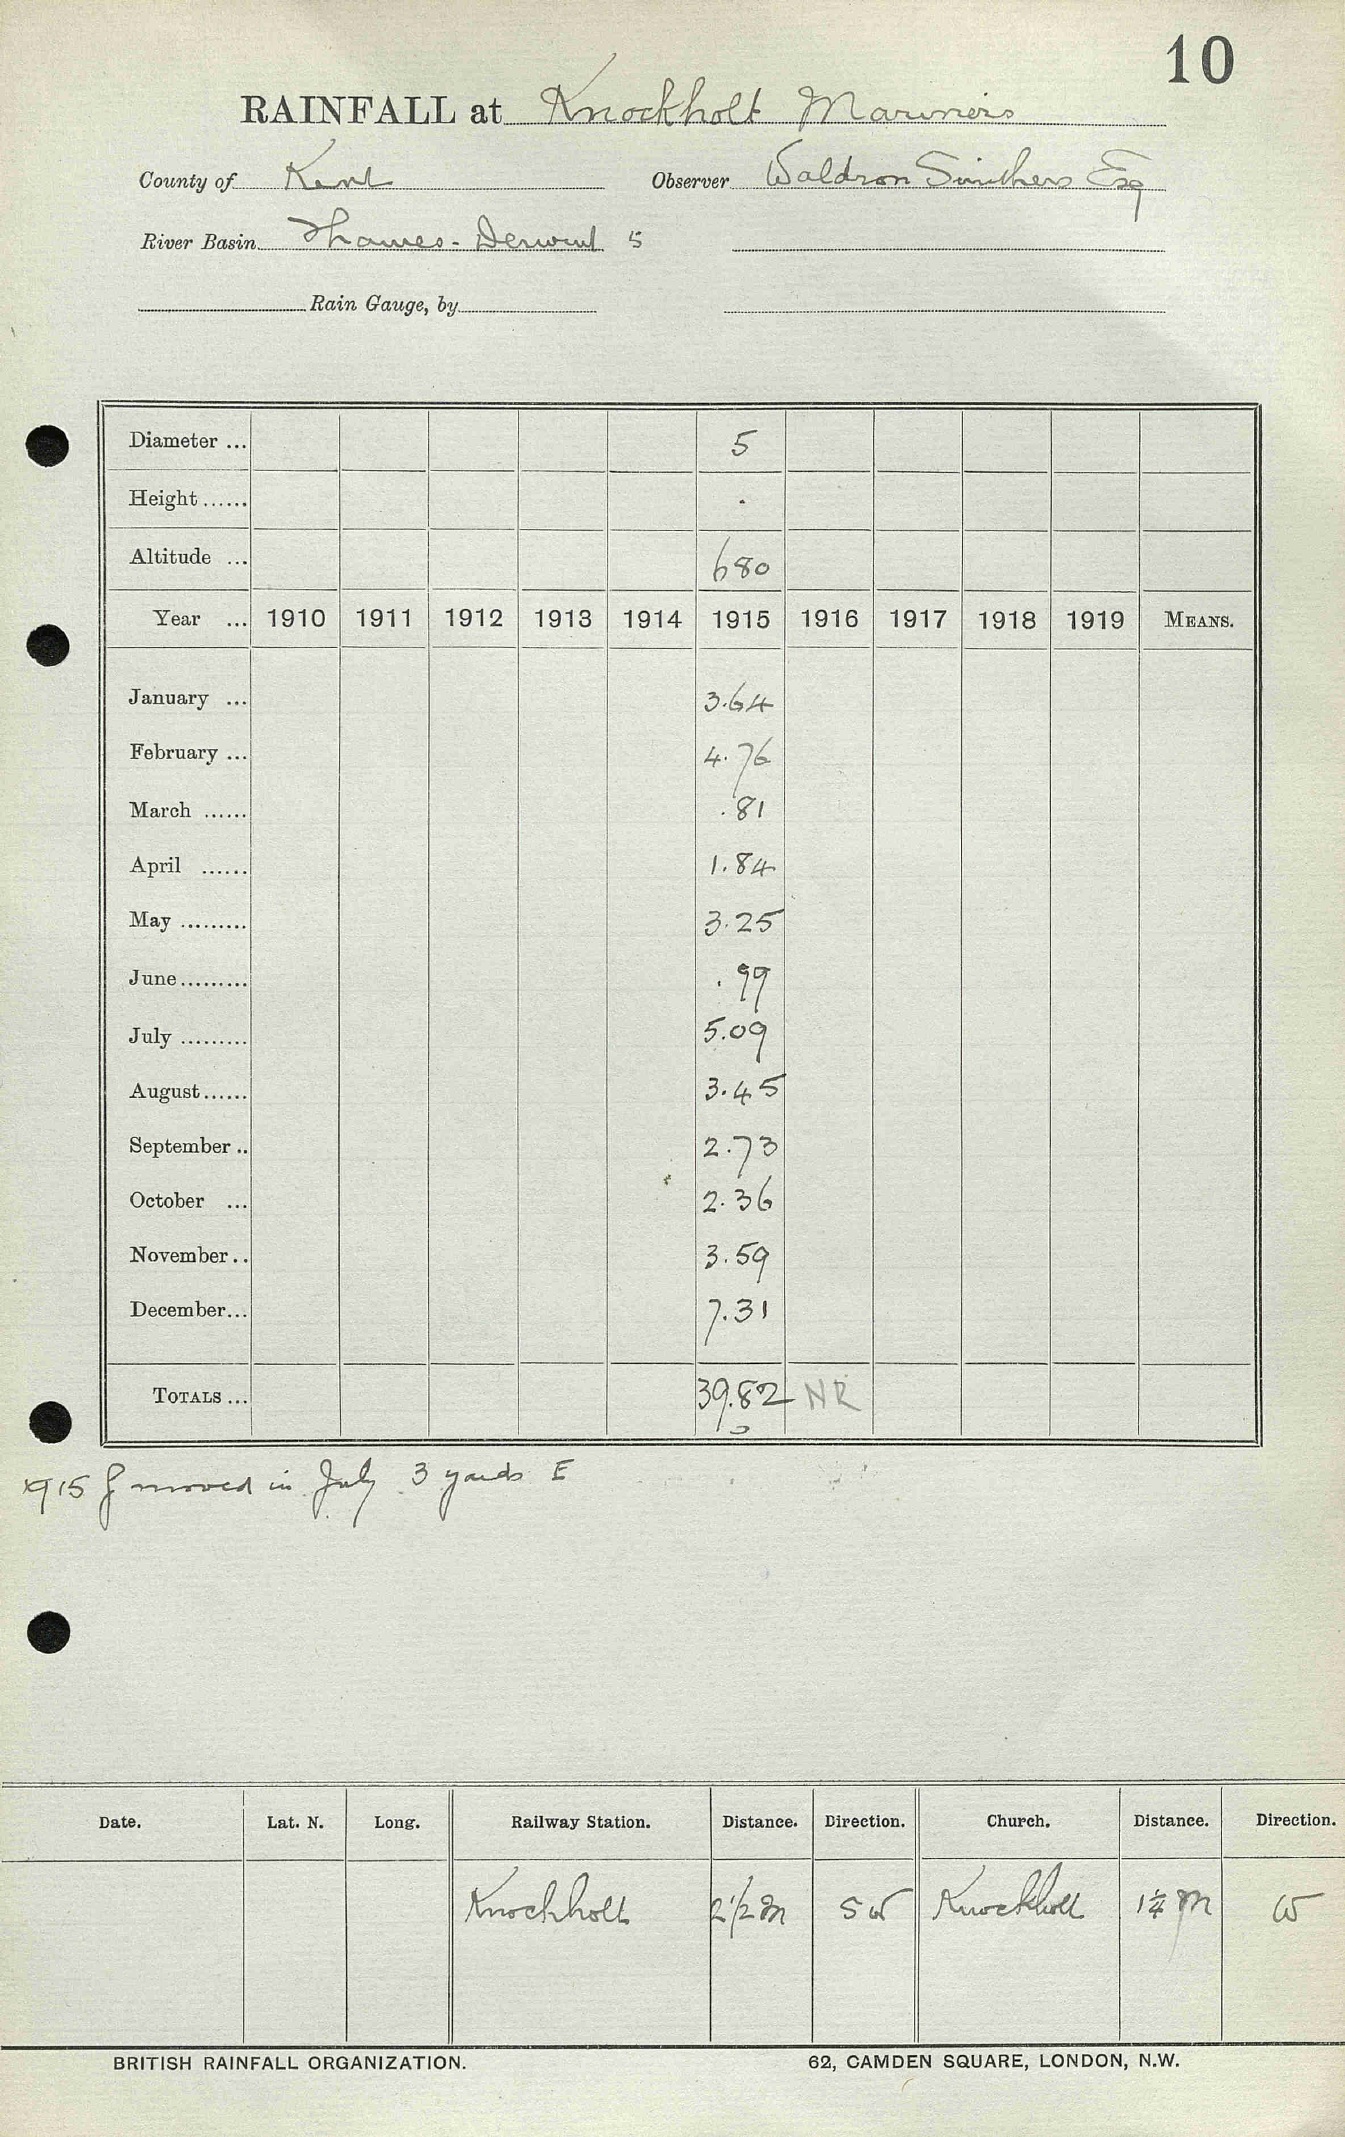 10
RAINFALL at Knockholt Mariners
County of Kent Observer Waldron Smithers Esq
River Basin Thames - Derwent 5
Rain Gauge, by
Diameter ... 5
Height ...... .
Altitude ... 680
Year ... 1910 1911 1912 1913 1914 1915 1916 1917 1918 1919 MEANS.
January ... 3.64
February ... 4.76
March ...... .81
April ...... 1.84
May ......... 3.25
June ......... .99
July ......... 5.09
August ...... 3.45
September .. 2.73
October ... 2.36
November .. 3.59
December ... 7.31
TOTALS ... 39.82 NR
1915 g moved in July 3 yards E
Date. Lat. N. Long. Railway Station. Distance. Direction. Church. Distance. Direction.
Knockholt 2 1/2 m SW Knockholt 1 1/4 m W
BRITISH RAINFALL ORGANIZATION. 62, CAMDEN SQUARE, LONDON, N.W.